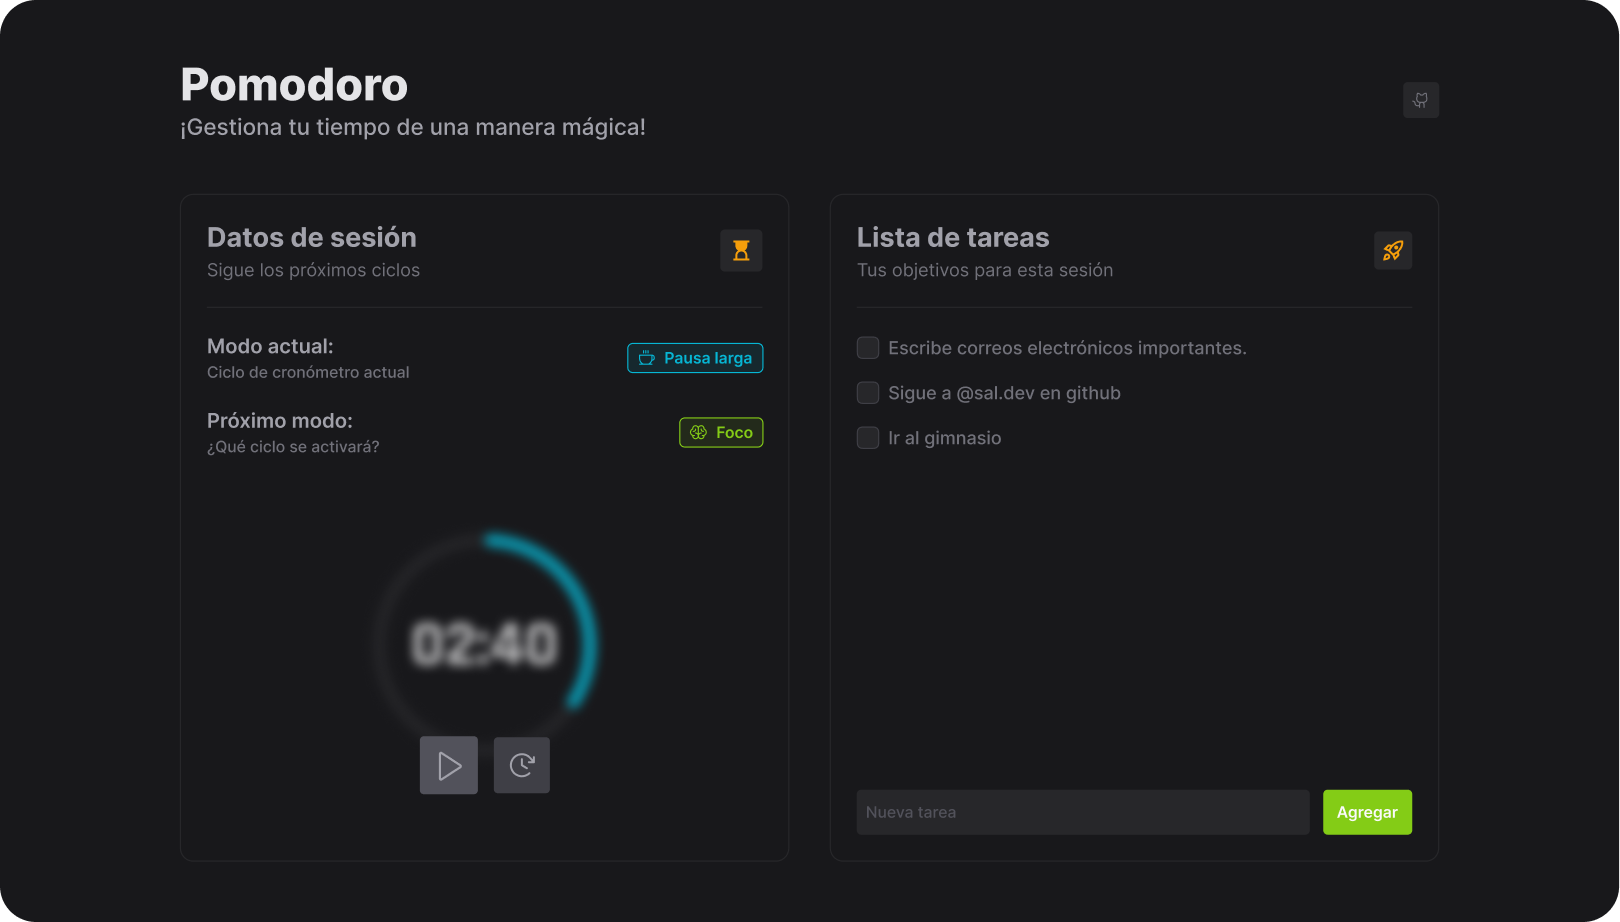 Pomodoro
¡Gestiona tu tiempo de una manera mágica!
Datos de sesión
Sigue los próximos ciclos
Modo actual:
Ciclo de cronómetro actual
Pausa larga
Próximo modo:
¿Qué ciclo se activará?
Foco
02:40
Lista de tareas
Tus objetivos para esta sesión
Escribe correos electrónicos importantes.
Sigue a @sal.dev en github
Ir al gimnasio
Nueva tarea
Agregar